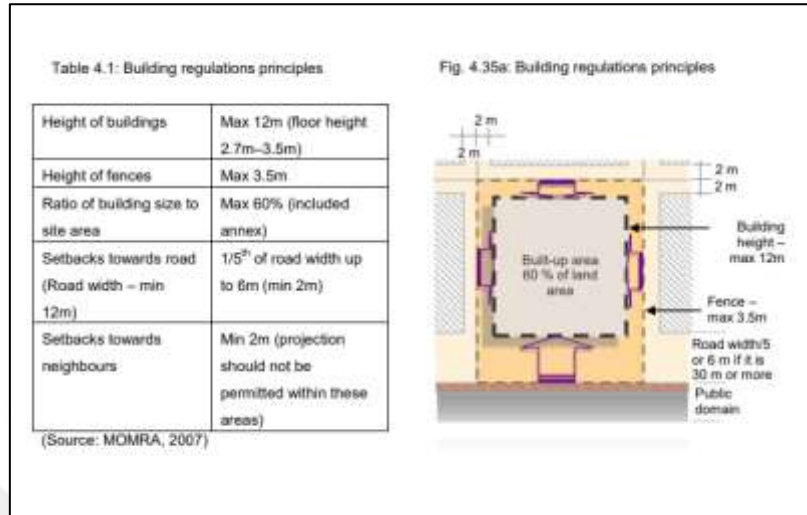 Table 4.1: Building regulations principles
Height of buildings
Max 12m (floor height
2.7m–3.5m)
Height of fences
Max 3.5m
Ratio of building size to
site area
Max 60% (included
annex)
Setbacks towards road
(Road width – min
12m)
1/5th of road width up
to 6m (min 2m)
Setbacks towards
neighbours
Min 2m (projection
should not be
permitted within these
areas)
(Source: MOMRA, 2007)
Fig. 4.35a: Building regulations principles
2 m
2 m
2 m
2 m
Building
height –
max 12m
Built-up area
60 % of land
area
Fence –
max 3.5m
Road width/5
or 6 m if it is
30 m or more
Public
domain